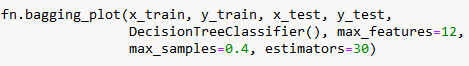 fn.bagging_plot(x_train, y_train, x_test, y_test,
DecisionTreeClassifier(), max_features=12,
max_samples=0.4, estimators=30)